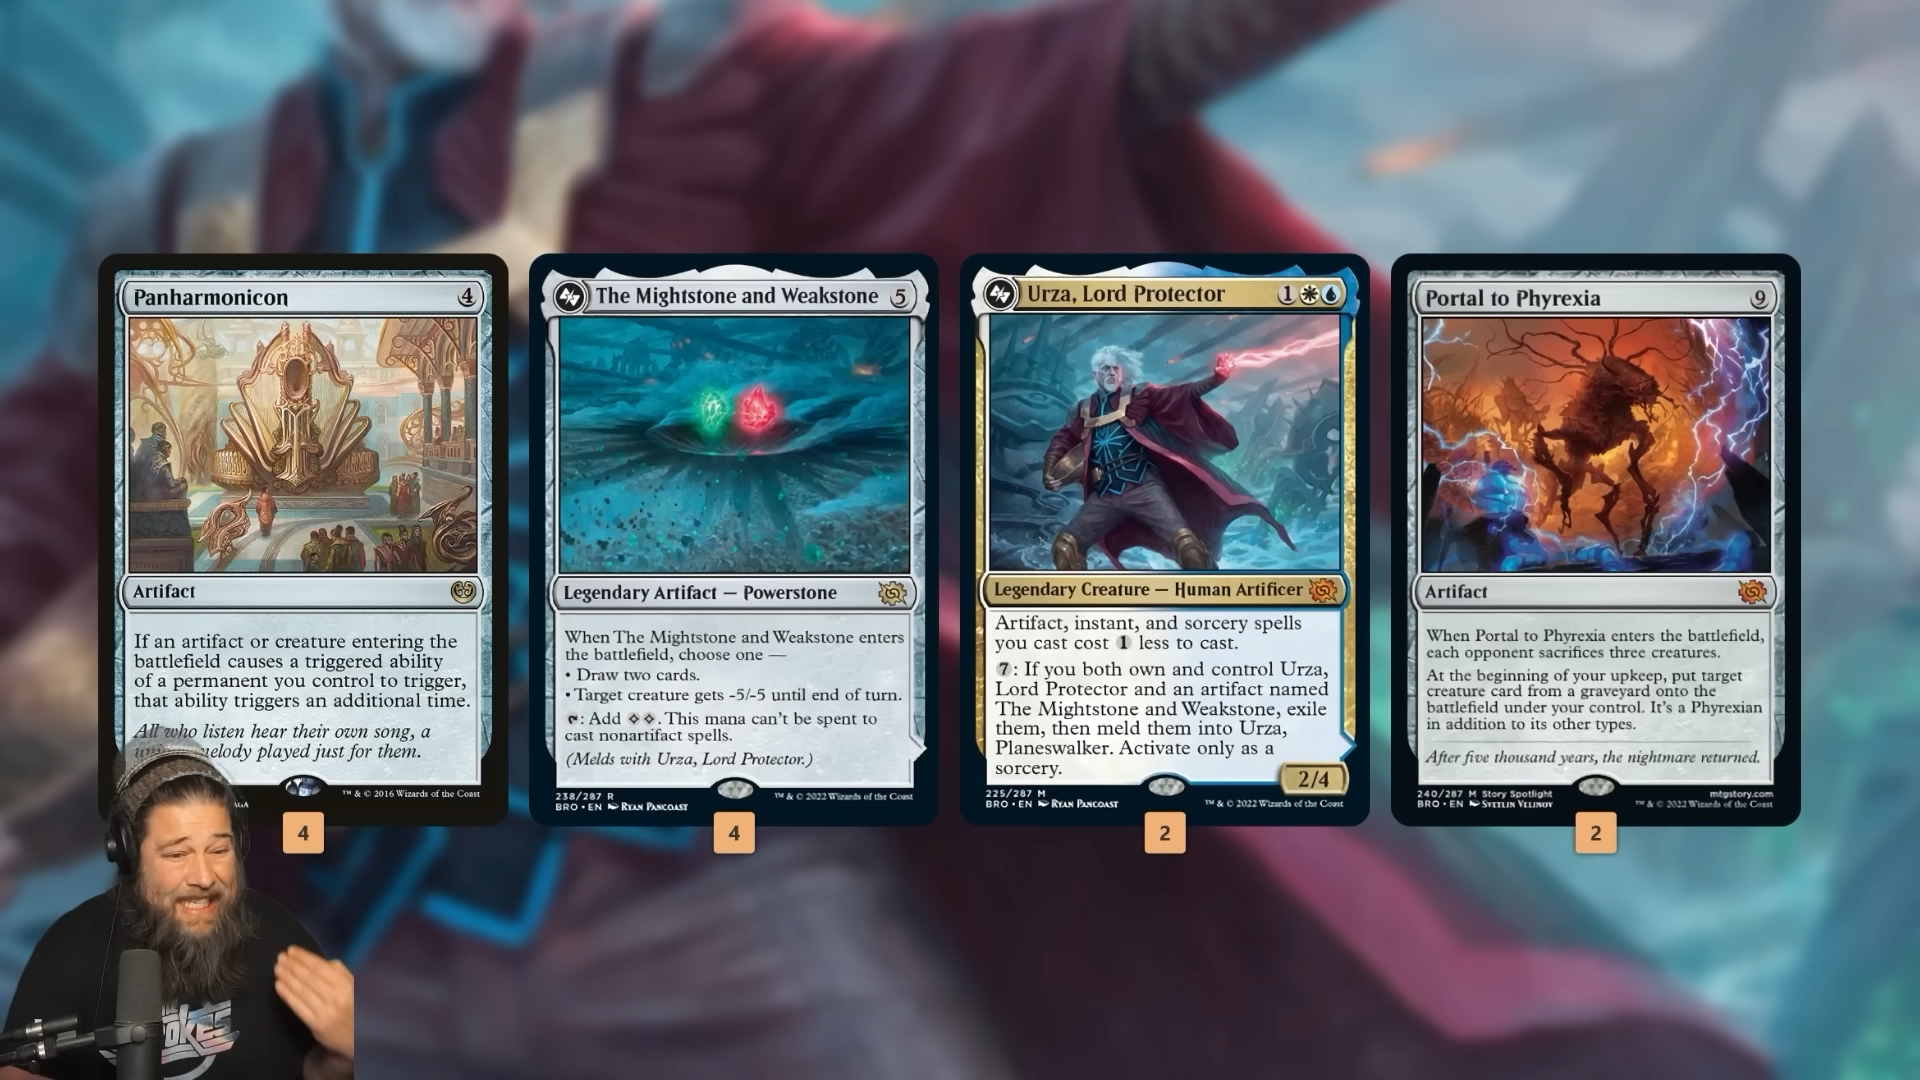 Panharmonicon 4
Artifact
If an artifact or creature entering the
battlefield causes a triggered ability
of a permanent you control to trigger,
that ability triggers an additional time.
All who listen hear their own song, a
melody played just for them.
™ & © 2016 Wizards of the Coast
4
The Mightstone and Weakstone 5
Legendary Artifact — Powerstone
When The Mightstone and Weakstone enters
the battlefield, choose one —
• Draw two cards.
• Target creature gets -5/-5 until end of turn.
: Add . This mana can't be spent to
cast nonartifact spells.
(Melds with Urza, Lord Protector.)
238/287 R
BRO • EN RYAN PANCOAST
™ & © 2022 Wizards of the Coast
4
Urza, Lord Protector 1
Legendary Creature — Human Artificer
Artifact, instant, and sorcery spells
you cast cost 1 less to cast.
7: If you both own and control Urza,
Lord Protector and an artifact named
The Mightstone and Weakstone, exile
them, then meld them into Urza,
Planeswalker. Activate only as a
sorcery.
2/4
225/287 M
BRO • EN RYAN PANCOAST
™ & © 2022 Wizards of the Coast
2
Portal to Phyrexia 9
Artifact
When Portal to Phyrexia enters the battlefield,
each opponent sacrifices three creatures.
At the beginning of your upkeep, put target
creature card from a graveyard onto the
battlefield under your control. It's a Phyrexian
in addition to its other types.
After five thousand years, the nightmare returned.
240/287 M Story Spotlight
BRO • EN SVETLIN VELINOV
mtgstory.com
™ & © 2022 Wizards of the Coast
2